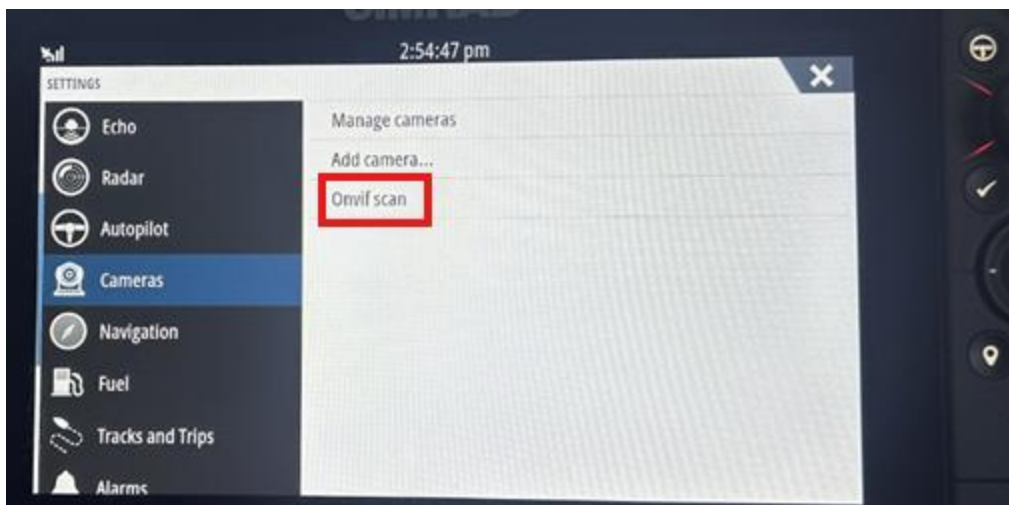 2:54:47 pm
SETTINGS
Echo
Radar
Autopilot
Cameras
Navigation
Fuel
Tracks and Trips
Alarms
Manage cameras
Add camera...
Onvif scan